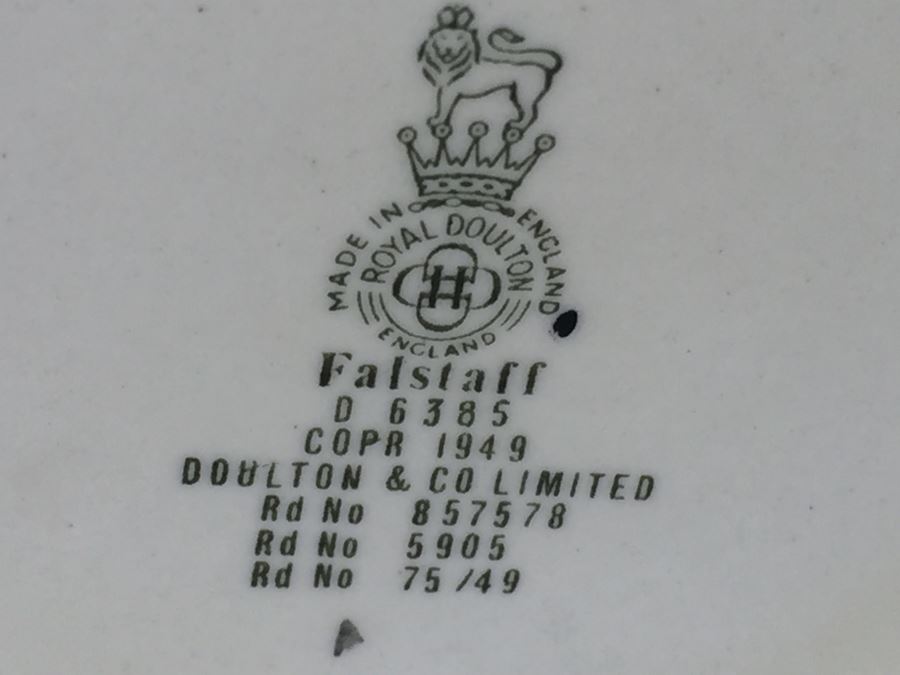 MADE IN ENGLAND
ROYAL DOULTON
ENGLAND
Falstaff
D 6385
COPR 1949
DOULTON & CO LIMITED
Rd No 857578
Rd No 5905
Rd No 75/49